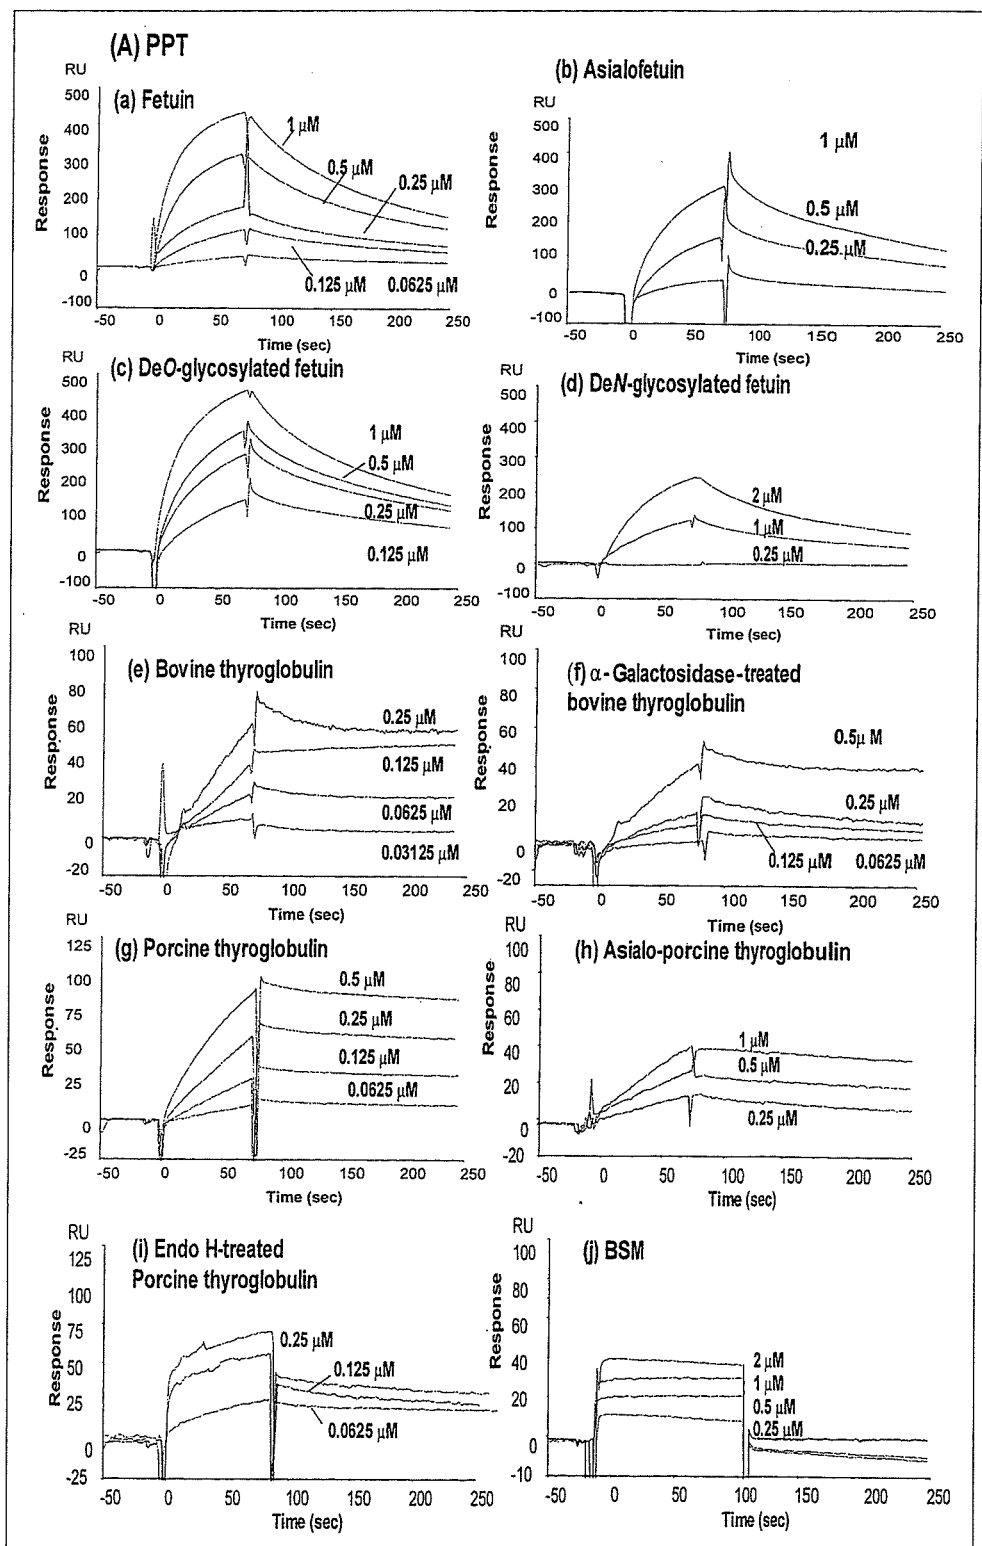 (A) PPT
RU
(a) Fetuin
500
400
300
200
100
0
-100
Response
1 µM
0.5 µM
0.25 µM
0.125 µM
0.0625 µM
-50 0 50 100 150 200 250
Time (sec)
(b) Asialofetuin
RU
500
400
300
200
100
0
-100
Response
1 µM
0.5 µM
0.25 µM
-50 0 50 100 150 200 250
Time (sec)
RU
(c) DeO-glycosylated fetuin
500
400
300
200
100
0
-100
Response
1 µM
0.5 µM
0.25 µM
0.125 µM
-50 0 50 100 150 200 250
Time (sec)
RU
(d) DeN-glycosylated fetuin
500
400
300
200
100
0
-100
Response
2 µM
1 µM
0.25 µM
-50 0 50 100 150 200 250
Time (sec)
RU
(e) Bovine thyroglobulin
100
80
60
40
20
0
-20
Response
0.25 µM
0.125 µM
0.0625 µM
0.03125 µM
-50 0 50 100 150 200 250
Time (sec)
RU
(f) α-Galactosidase-treated
bovine thyroglobulin
100
80
60
40
20
0
-20
Response
0.5µ M
0.25 µM
0.125 µM
0.0625 µM
-50 0 50 100 150 200 250
Time (sec)
RU
(g) Porcine thyroglobulin
125
100
75
50
25
0
-25
Response
0.5 µM
0.25 µM
0.125 µM
0.0625 µM
-50 0 50 100 150 200 250
Time (sec)
RU
(h) Asialo-porcine thyroglobulin
100
80
60
40
20
0
-20
Response
1 µM
0.5 µM
0.25 µM
-50 0 50 100 150 200 250
Time (sec)
RU
(i) Endo H-treated
Porcine thyroglobulin
125
100
75
50
25
0
-25
Response
0.25 µM
0.125 µM
0.0625 µM
-50 0 50 100 150 200 250
Time (sec)
RU
(j) BSM
100
80
60
40
20
0
-10
Response
2 µM
1 µM
0.5 µM
0.25 µM
-50 0 50 100 150 200 250
Time (sec)